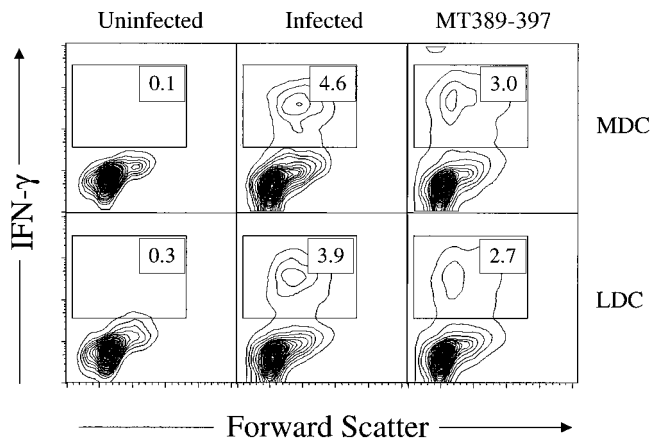 Uninfected Infected MT389-397
0.1 4.6 3.0 MDC
0.3 3.9 2.7 LDC
IFN-γ
Forward Scatter